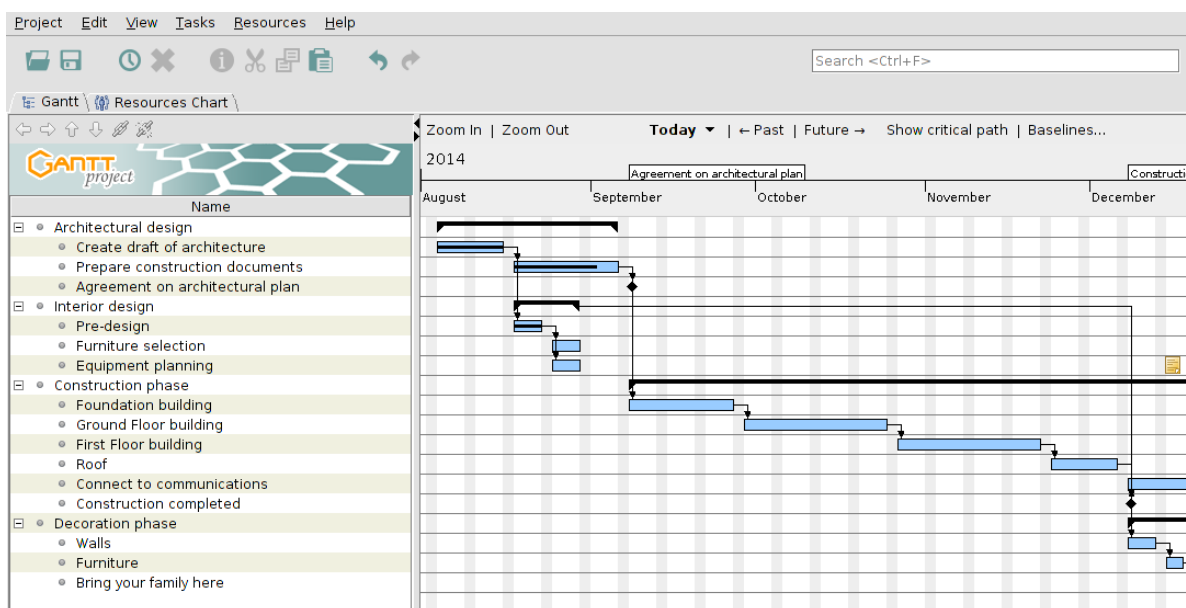 Project Edit View Tasks Resources Help
Search <Ctrl+F>
Gantt Resources Chart
Zoom In | Zoom Out Today | ←Past | Future→ Show critical path | Baselines...
GANTT
project
2014
Agreement on architectural plan Constructi
August September October November December
Name
Architectural design
Create draft of architecture
Prepare construction documents
Agreement on architectural plan
Interior design
Pre-design
Furniture selection
Equipment planning
Construction phase
Foundation building
Ground Floor building
First Floor building
Roof
Connect to communications
Construction completed
Decoration phase
Walls
Furniture
Bring your family here